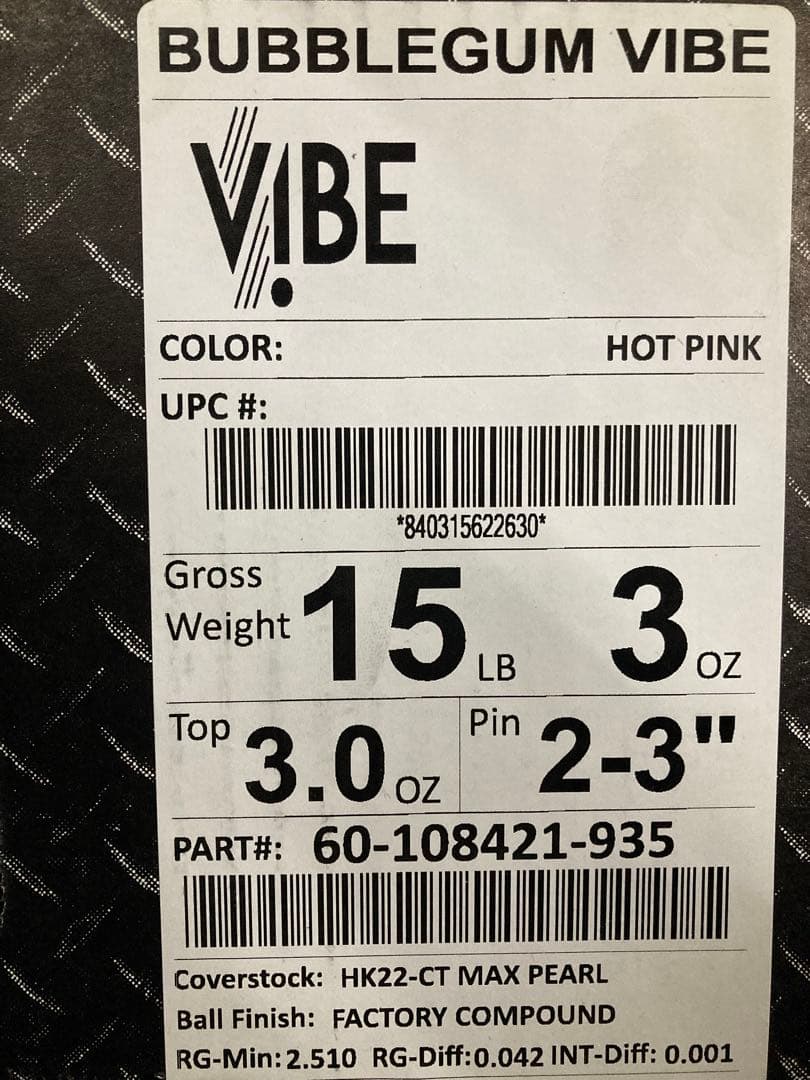 BUBBLEGUM VIBE
VIBE
COLOR: HOT PINK
UPC #:
*840315622630*
Gross Weight 15 LB 3 OZ
Top 3.0 OZ Pin 2-3"
PART#: 60-108421-935
Coverstock: HK22-CT MAX PEARL
Ball Finish: FACTORY COMPOUND
RG-Min: 2.510 RG-Diff: 0.042 INT-Diff: 0.001